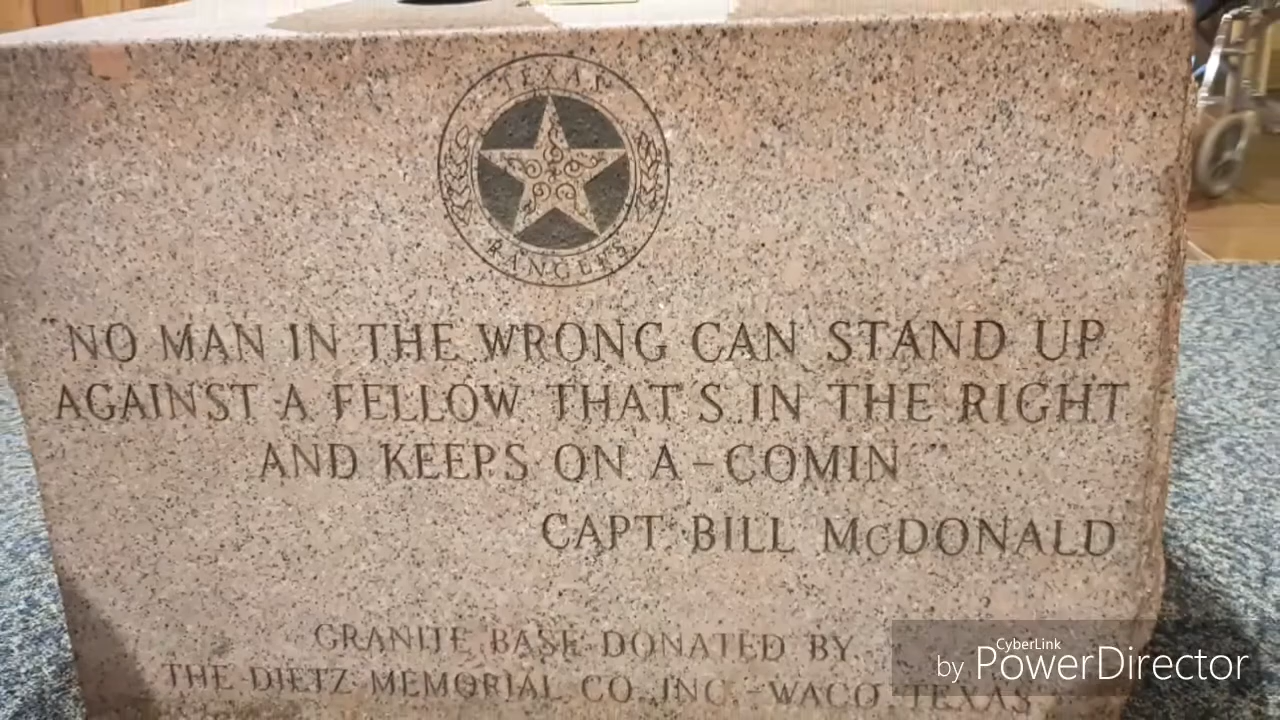 TEXAS
RANGERS
"NO MAN IN THE WRONG CAN STAND UP
AGAINST A FELLOW THAT'S IN THE RIGHT
AND KEEPS ON A-COMIN'"
CAPT. BILL McDONALD
GRANITE BASE DONATED BY
THE DIETZ MEMORIAL CO. INC. - WACO, TEXAS
CyberLink
by PowerDirector